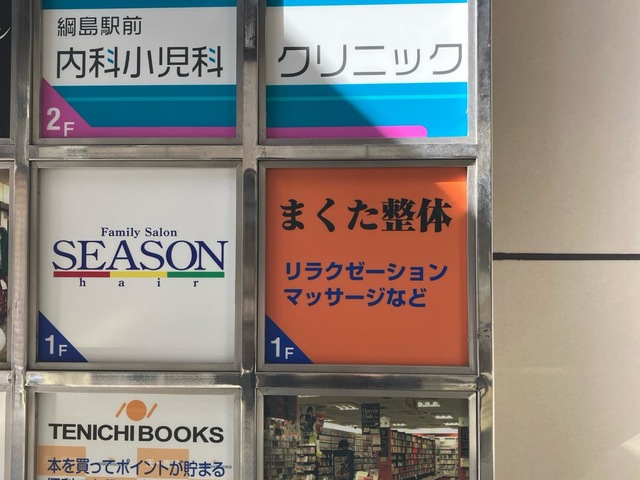 綱島駅前
内科小児科
2F
クリニック
Family Salon
SEASON
hair
1F
まくた整体
リラクゼーション
マッサージなど
1F
TENICHI BOOKS
本を買ってポイントが貯まる